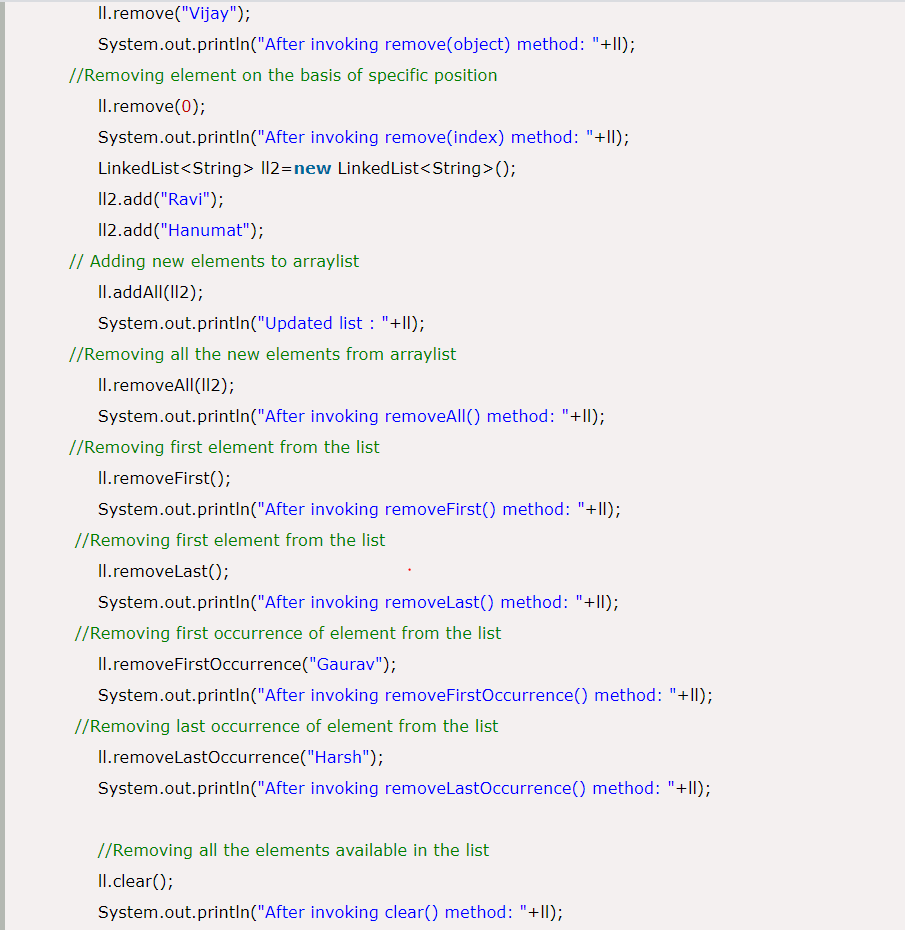 ll.remove("Vijay");
System.out.println("After invoking remove(object) method: "+ll);
//Removing element on the basis of specific position
ll.remove(0);
System.out.println("After invoking remove(index) method: "+ll);
LinkedList<String> ll2=new LinkedList<String>();
ll2.add("Ravi");
ll2.add("Hanumat");
// Adding new elements to arraylist
ll.addAll(ll2);
System.out.println("Updated list : "+ll);
//Removing all the new elements from arraylist
ll.removeAll(ll2);
System.out.println("After invoking removeAll() method: "+ll);
//Removing first element from the list
ll.removeFirst();
System.out.println("After invoking removeFirst() method: "+ll);
//Removing first element from the list
ll.removeLast();
System.out.println("After invoking removeLast() method: "+ll);
//Removing first occurrence of element from the list
ll.removeFirstOccurrence("Gaurav");
System.out.println("After invoking removeFirstOccurrence() method: "+ll);
//Removing last occurrence of element from the list
ll.removeLastOccurrence("Harsh");
System.out.println("After invoking removeLastOccurrence() method: "+ll);
//Removing all the elements available in the list
ll.clear();
System.out.println("After invoking clear() method: "+ll);